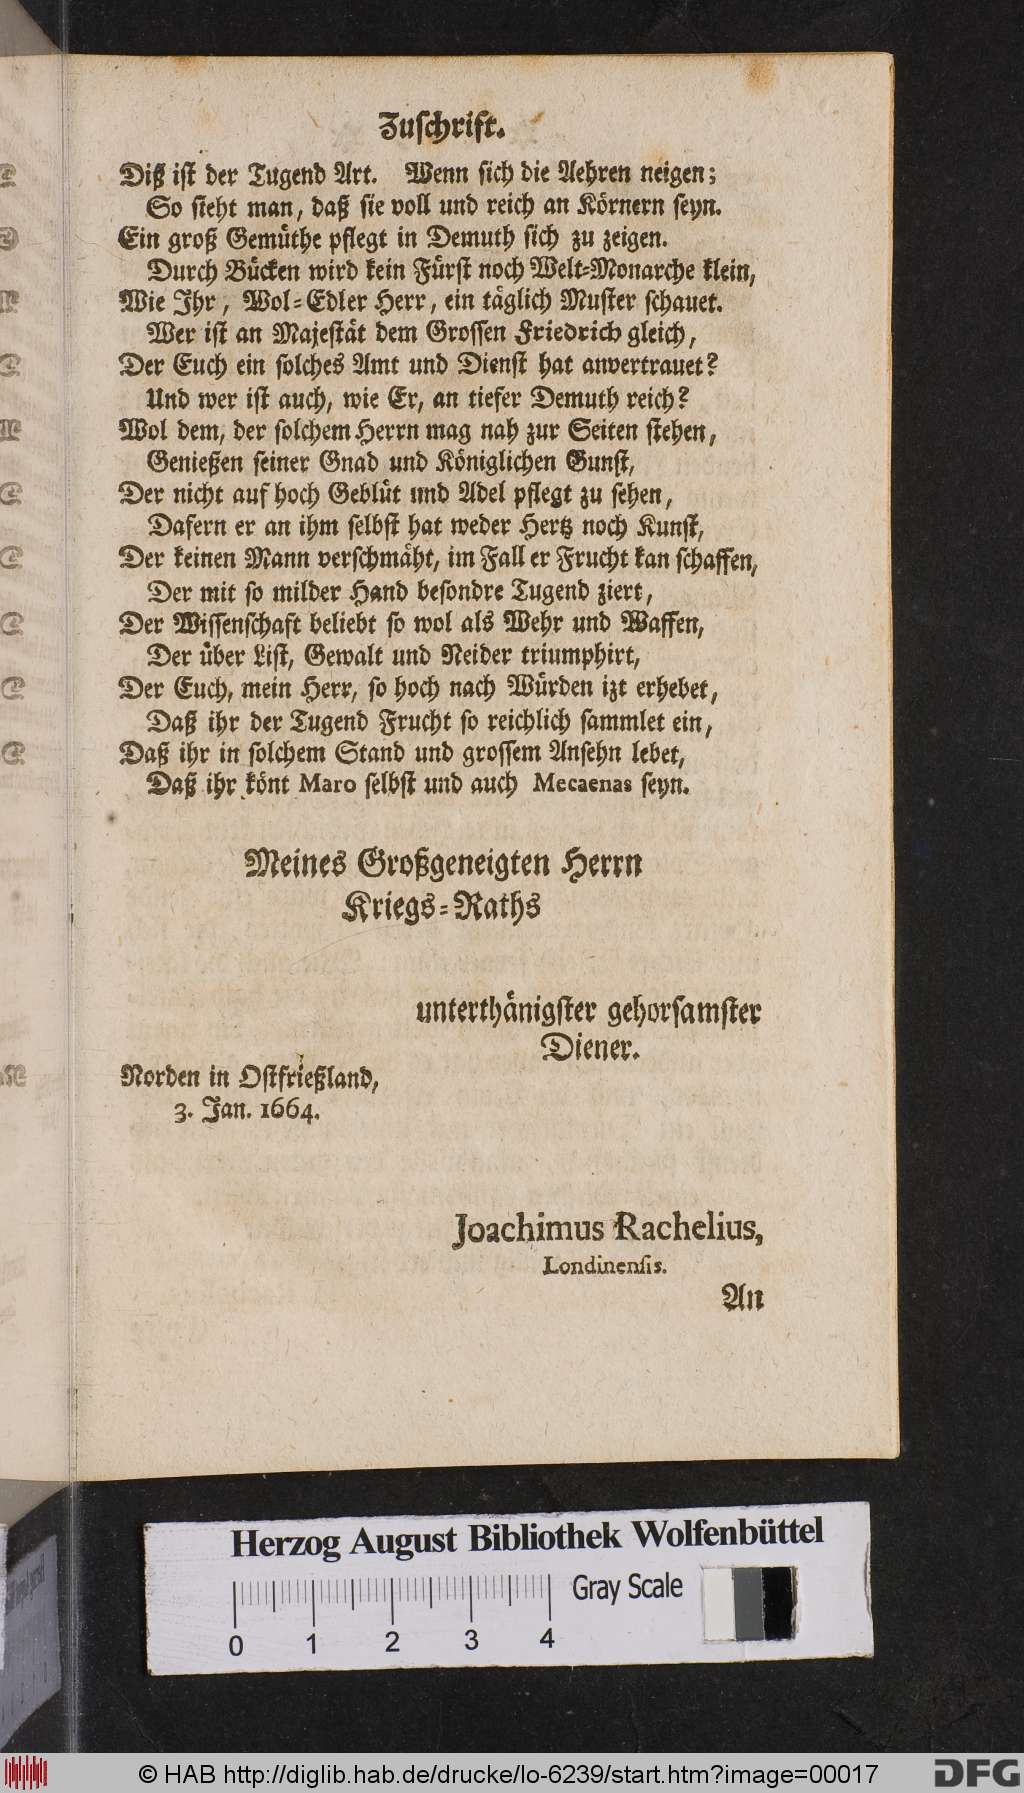 Zuſchrift.
Diß iſt der Tugend Art. Wenn ſich die Aehren neigen;
So ſieht man, daß ſie voll und reich an Körnern ſeyn.
Ein groß Gemüthe pflegt in Demuth ſich zu zeigen.
Durch Bücken wird kein Fürſt noch Welt-Monarche klein,
Wie Ihr, Wol-Edler Herr, ein täglich Muſter ſchauet.
Wer iſt an Majeſtät dem Groſſen Friedrich gleich,
Der Euch ein ſolches Amt und Dienſt hat anvertrauet?
Und wer iſt auch, wie Er, an tiefer Demuth reich?
Wol dem, der ſolchem Herrn mag nah zur Seiten ſtehen,
Genießen ſeiner Gnad und Königlichen Gunſt,
Der nicht auf hoch Geblüt und Adel pflegt zu ſehen,
Dafern er an ihm ſelbſt hat weder Hertz noch Kunſt,
Der keinen Mann verſchmäht, im Fall er Frucht kan ſchaffen,
Der mit ſo milder Hand beſondre Tugend ziert,
Der Wiſſenſchaft beliebt ſo wol als Wehr und Waffen,
Der über Liſt, Gewalt und Neider triumphirt,
Der Euch, mein Herr, ſo hoch nach Würden izt erhebet,
Daß ihr der Tugend Frucht ſo reichlich ſammlet ein,
Daß ihr in ſolchem Stand und groſſem Anſehn lebet,
Daß ihr könt Maro ſelbſt und auch Mecaenas ſeyn.
Meines Großgeneigten Herrn
Kriegs-Raths
unterthänigſter gehorſamſter
Diener.
Norden in Oſtfrießland,
3. Jan. 1664.
Joachimus Rachelius,
Londinenſis.
An
Herzog August Bibliothek Wolfenbüttel
Gray Scale
0 1 2 3 4
© HAB http://diglib.hab.de/drucke/lo-6239/start.htm?image=00017
DFG